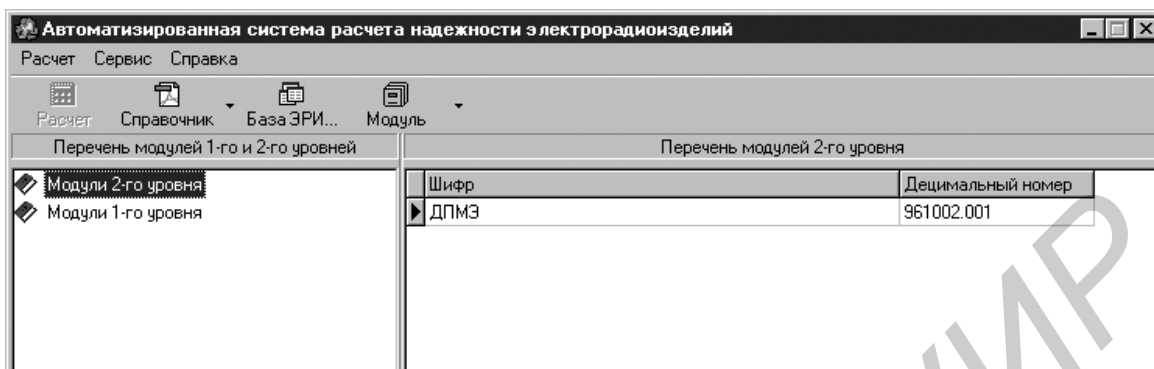 Автоматизированная система расчета надежности электрорадиоизделий
Расчет Сервис Справка
Расчет Справочник База ЭРИ... Модуль
Перечень модулей 1-го и 2-го уровней Перечень модулей 2-го уровня
Модули 2-го уровня
Модули 1-го уровня
Шифр Децимальный номер
ДПМЭ 961002.001